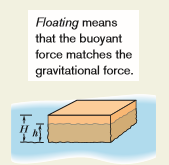 Floating means
that the buoyant
force matches the
gravitational force.
H
h